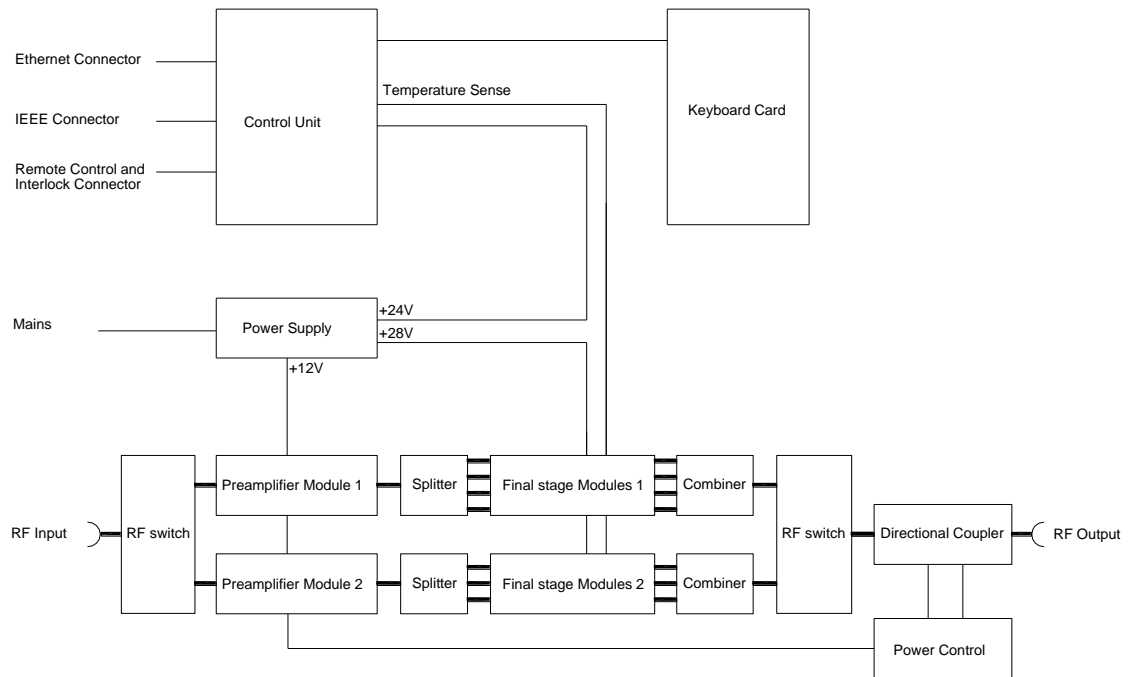 Ethernet Connector
IEEE Connector
Remote Control and
Interlock Connector
Control Unit
Temperature Sense
Keyboard Card
Mains
Power Supply
+24V
+28V
+12V
RF Input
RF switch
Preamplifier Module 1
Splitter
Final stage Modules 1
Combiner
Preamplifier Module 2
Splitter
Final stage Modules 2
Combiner
RF switch
Directional Coupler
RF Output
Power Control